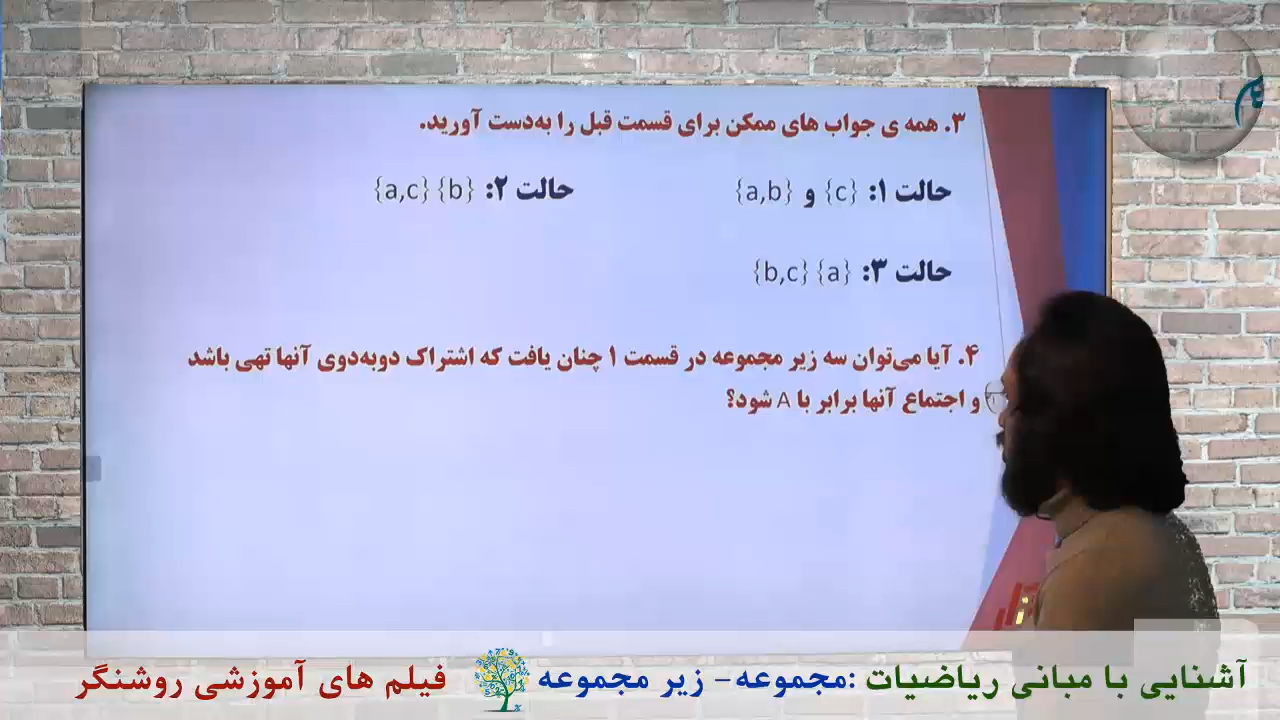 ۳. همه ی جواب های ممکن برای قسمت قبل را به‌دست آورید.
حالت ۱: {c} و {a,b}
حالت ۲: {b} {a,c}
حالت ۳: {a} {b,c}
۴. آیا می‌توان سه زیر مجموعه در قسمت ۱ چنان یافت که اشتراک دوبه‌دوی آنها تهی باشد
و اجتماع آنها برابر با A شود؟
آشنایی با مبانی ریاضیات :مجموعه- زیر مجموعه فیلم های آموزشی روشنگر